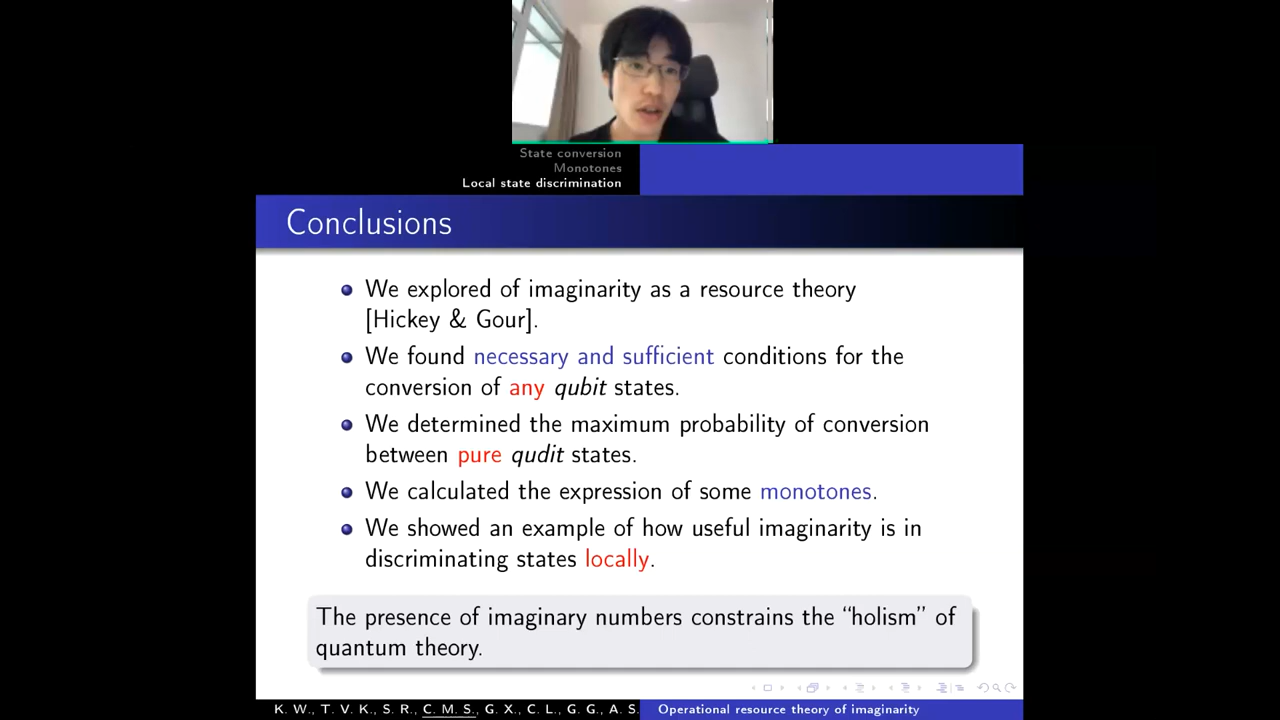 State conversion
Monotones
Local state discrimination
Conclusions
We explored of imaginarity as a resource theory
[Hickey & Gour].
We found necessary and sufficient conditions for the
conversion of any qubit states.
We determined the maximum probability of conversion
between pure qudit states.
We calculated the expression of some monotones.
We showed an example of how useful imaginarity is in
discriminating states locally.
The presence of imaginary numbers constrains the “holism” of
quantum theory.
K. W., T. V. K., S. R., C. M. S., G. X., C. L., G. G., A. S.
Operational resource theory of imaginarity